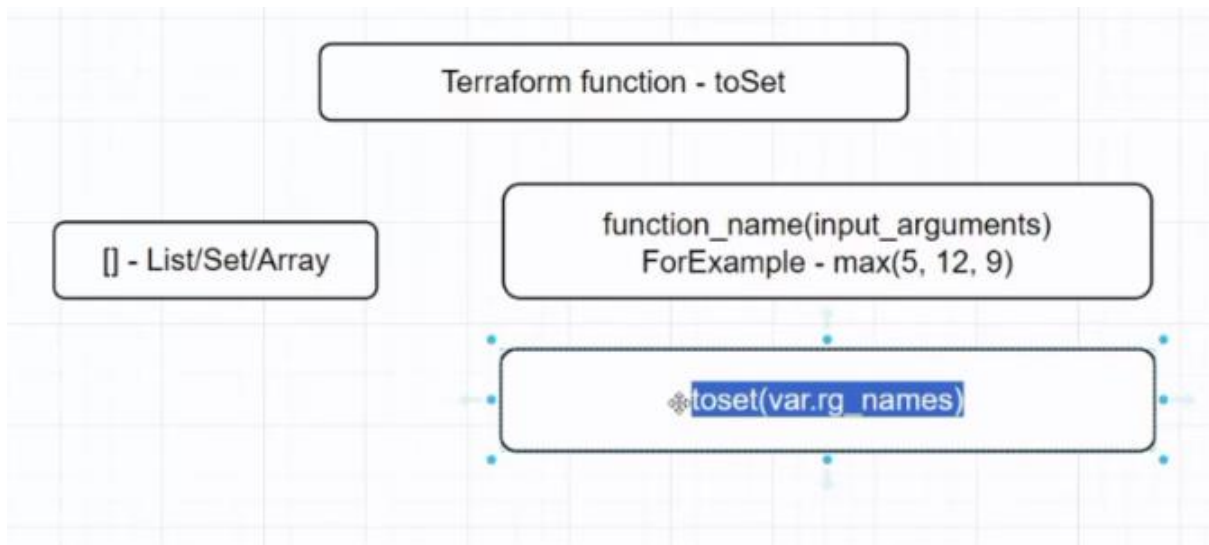 Terraform function - toSet
[] - List/Set/Array
function_name(input_arguments)
ForExample - max(5, 12, 9)
toset(var.rg_names)